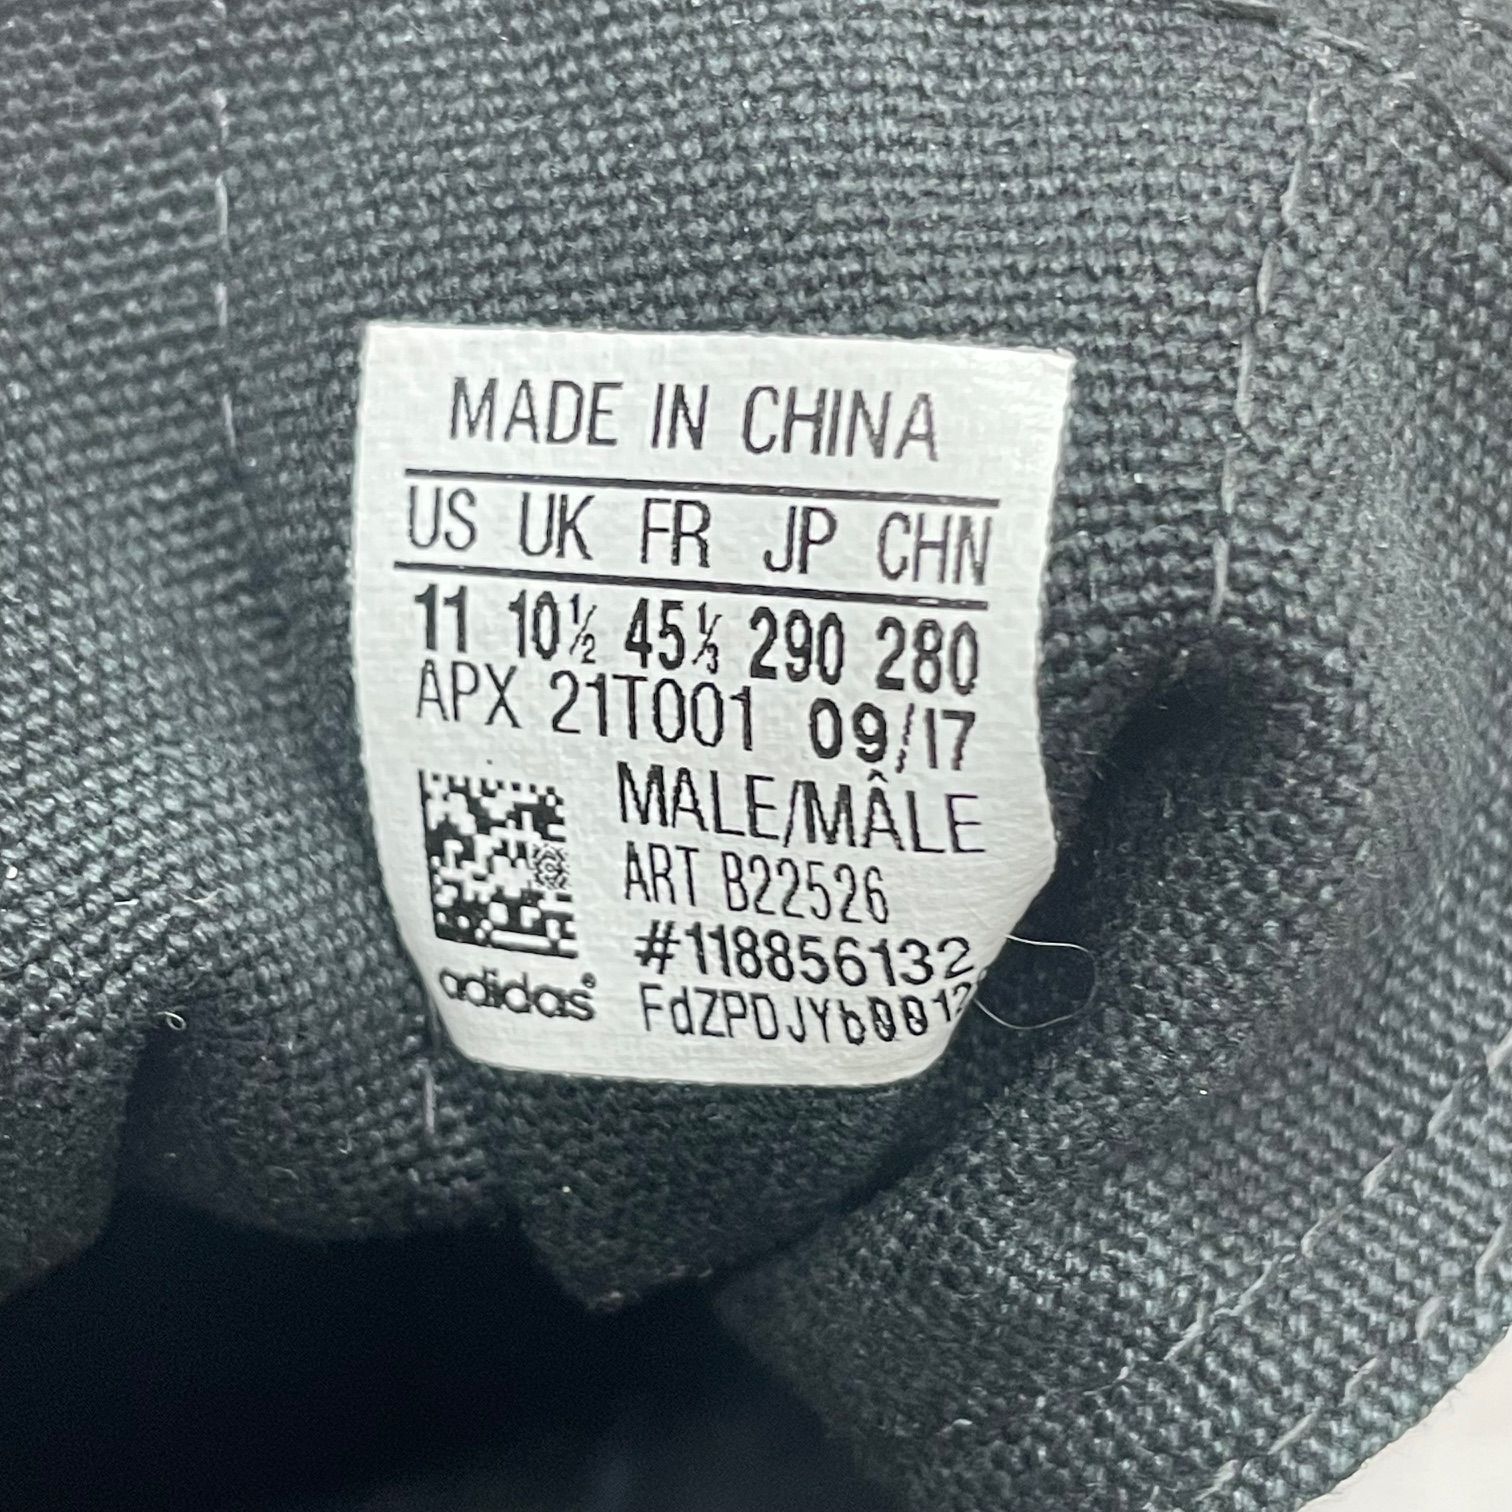 MADE IN CHINA
US UK FR JP CHN
11 10½ 45⅓ 290 280
APX 21T001 09/17
MALE/MÂLE
ART B22526
#118856132
adidas®